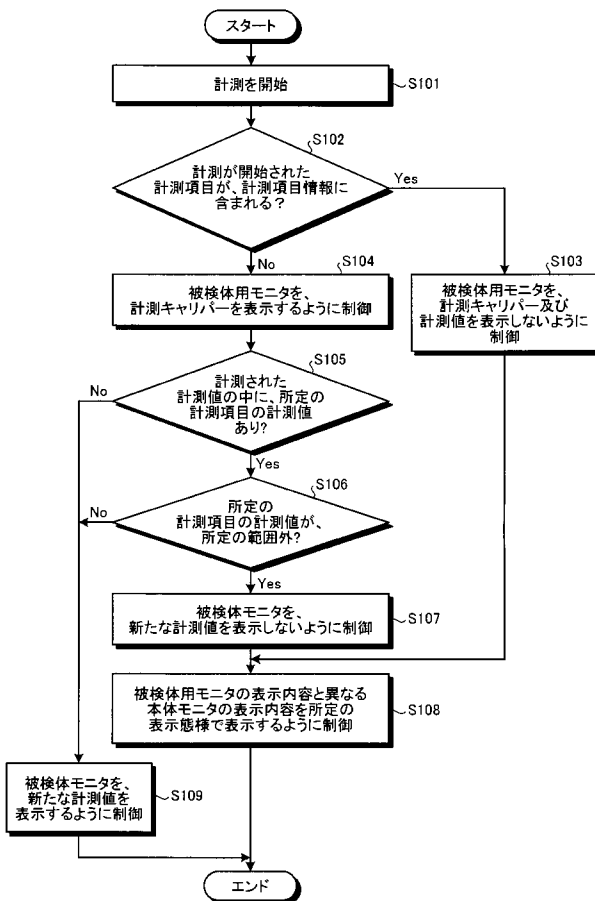 スタート
計測を開始
S101
S102
計測が開始された
計測項目が、計測項目情報に
含まれる?
Yes
No
S104
被検体用モニタを、
計測キャリパーを表示するように制御
S103
被検体用モニタを、
計測キャリパー及び
計測値を表示しないように
制御
S105
計測された
計測値の中に、所定の
計測項目の計測値
あり?
No
Yes
S106
所定の
計測項目の計測値が、
所定の範囲外?
No
Yes
被検体モニタを、
新たな計測値を表示しないように制御
S107
被検体用モニタの表示内容と異なる
本体モニタの表示内容を所定の
表示態様で表示するように制御
S108
被検体モニタを、
新たな計測値を
表示するように制御
S109
エンド